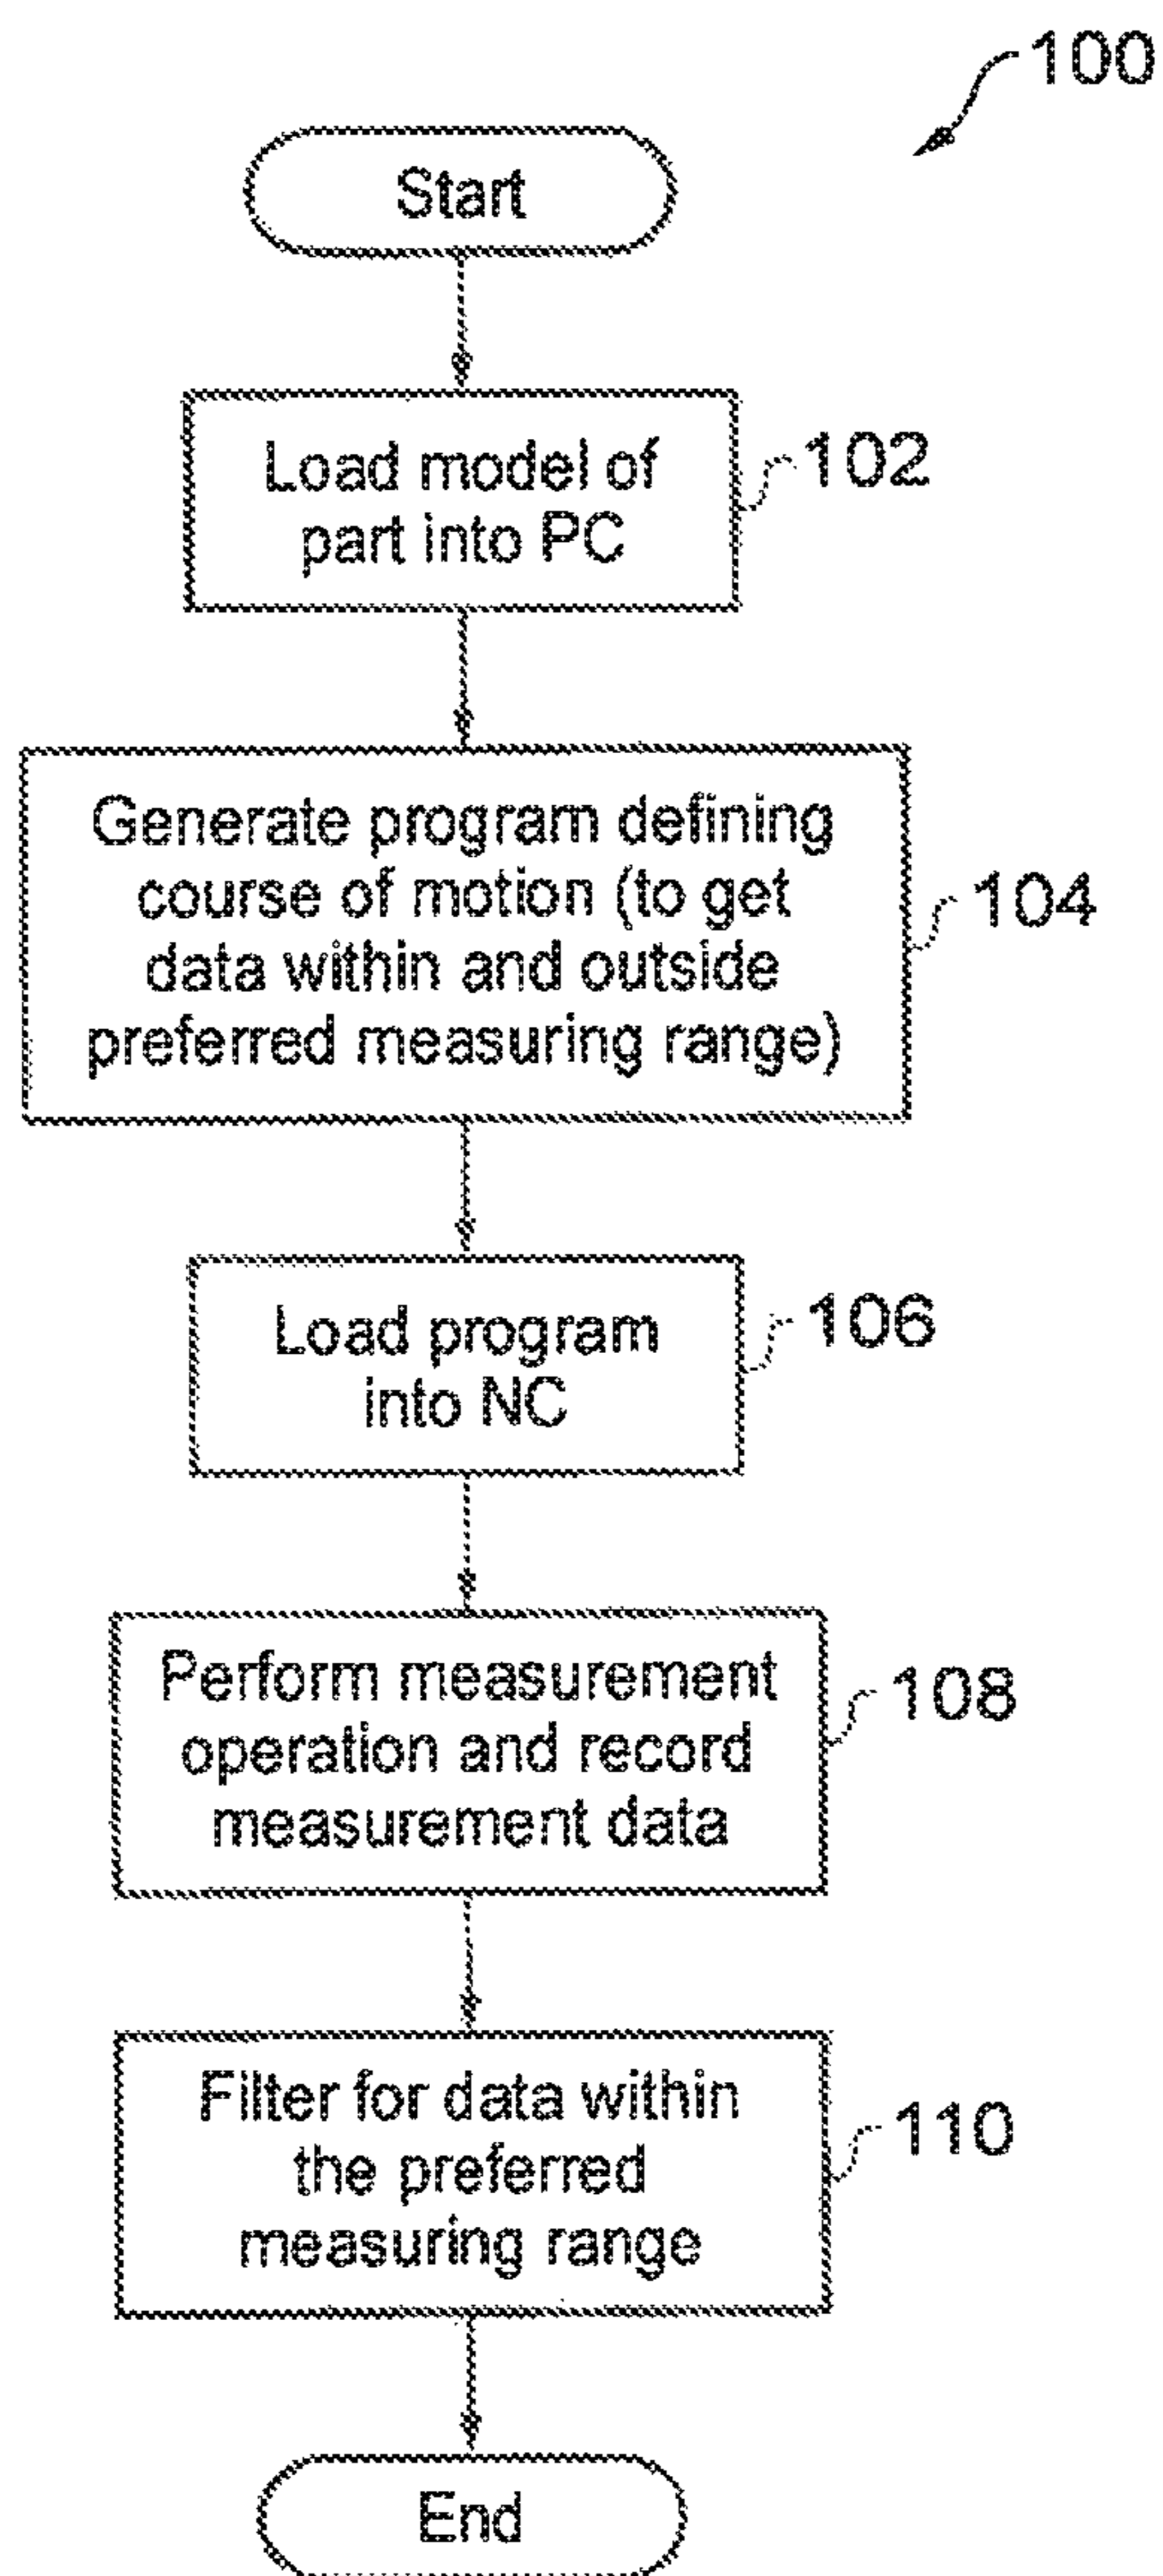 100
Start
Load model of
part into PC
102
Generate program defining
course of motion (to get
data within and outside
preferred measuring range)
104
Load program
into NC
106
Perform measurement
operation and record
measurement data
108
Filter for data within
the preferred
measuring range
110
End